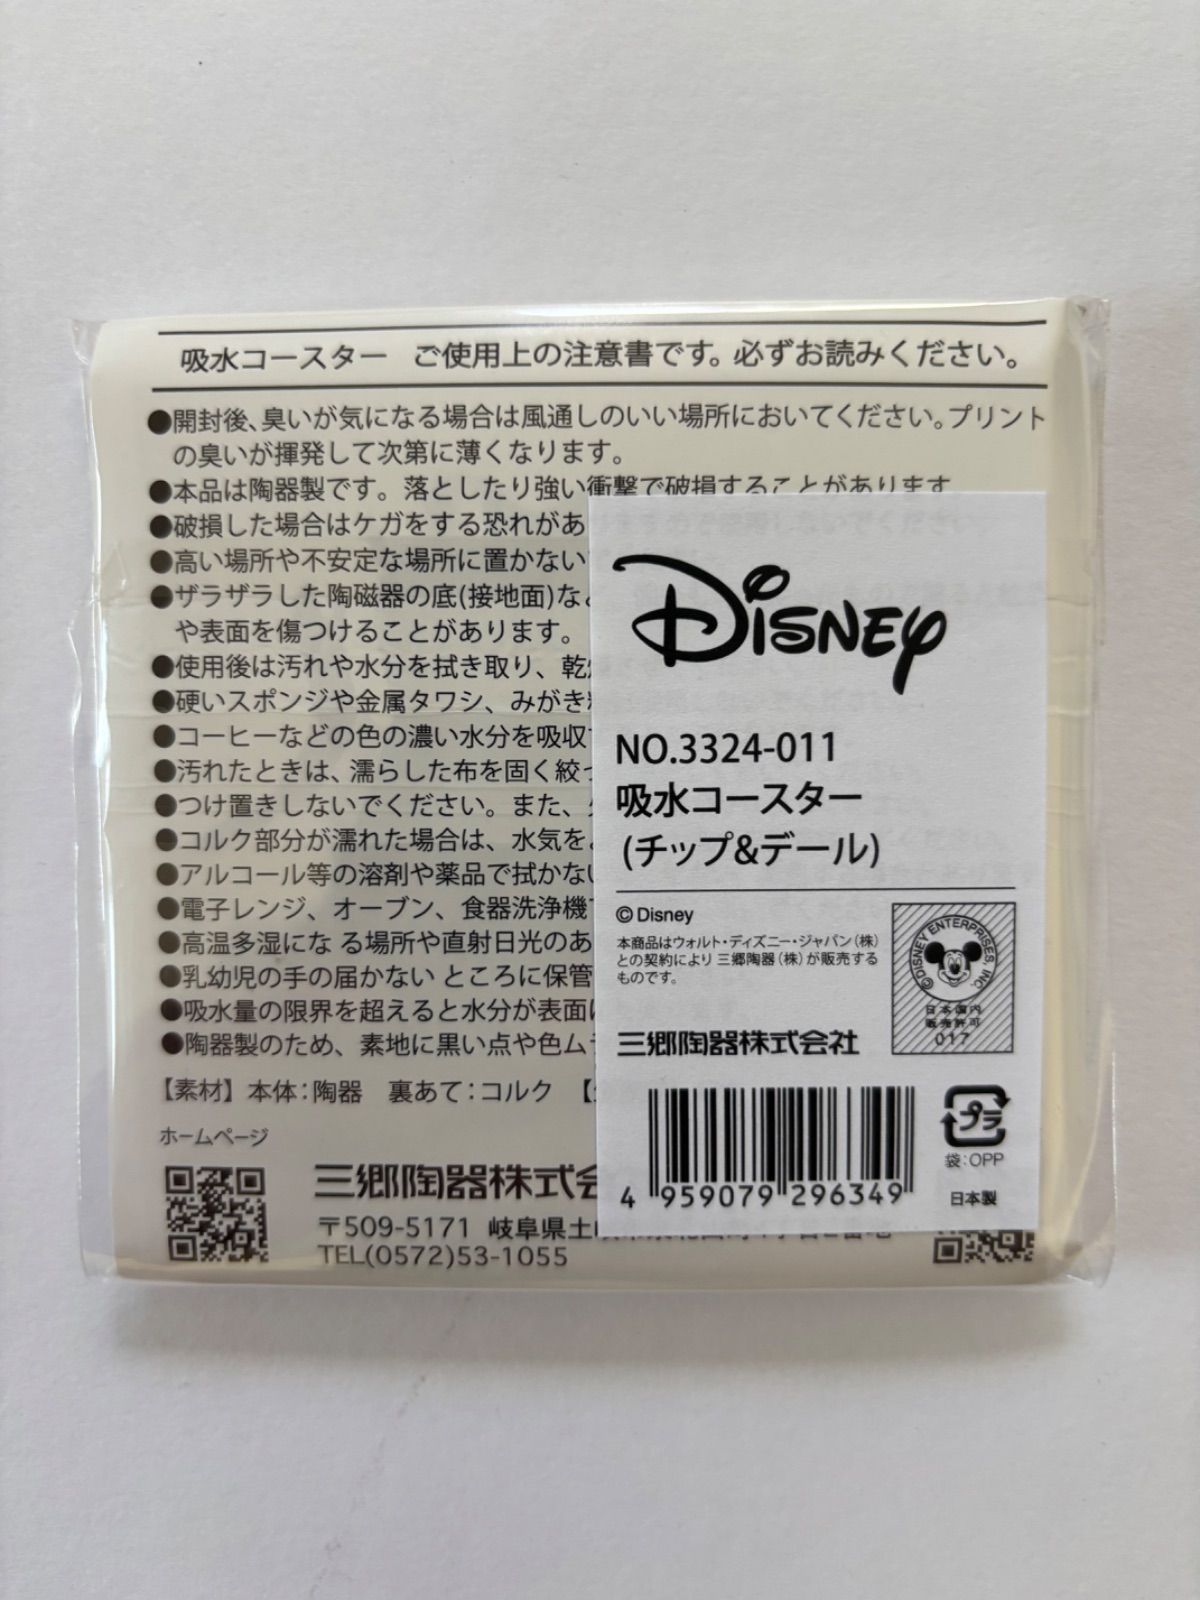 吸水コースター ご使用上の注意書です。必ずお読みください。
●開封後、臭いが気になる場合は風通しのいい場所においてください。プリント
の臭いが揮発して次第に薄くなります。
●本品は陶器製です。落としたり強い衝撃で破損することがあります
●破損した場合はケガをする恐れがあ
●高い場所や不安定な場所に置かない
●ザラザラした陶磁器の底(接地面)な
や表面を傷つけることがあります。
●使用後は汚れや水分を拭き取り、乾
●硬いスポンジや金属タワシ、みがき
●コーヒーなどの色の濃い水分を吸収
●汚れたときは、濡らした布を固く絞っ
●つけ置きしないでください。また、
●コルク部分が濡れた場合は、水気を
●アルコール等の溶剤や薬品で拭かない
●電子レンジ、オーブン、食器洗浄機
●高温多湿にな る場所や直射日光のあ
●乳幼児の手の届かない ところに保管
●吸水量の限界を超えると水分が表面
●陶器製のため、素地に黒い点や色ム
【素材】本体:陶器 裏あて:コルク 【
ホームページ
三郷陶器株式会
〒509-5171 岐阜県土
TEL(0572)53-1055
Disney
NO.3324-011
吸水コースター
(チップ&デール)
© Disney
本商品はウォルト・ディズニー・ジャパン(株)
との契約により 三郷陶器(株)が販売する
ものです。
三郷陶器株式会社
©DISNEY ENTERPRISES, INC.
日本国内
販売許可
017
4 959079 296349
プラ
袋:OPP
日本製